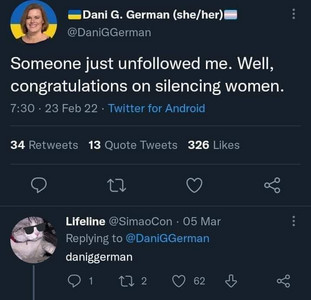 🇺🇦Dani G. German (she/her)🏳️‍⚧️
@DaniGGerman
Someone just unfollowed me. Well,
congratulations on silencing women.
7:30 · 23 Feb 22 · Twitter for Android
34 Retweets 13 Quote Tweets 326 Likes
Lifeline @SimaoCon · 05 Mar
Replying to @DaniGGerman
daniggerman
1 2 62